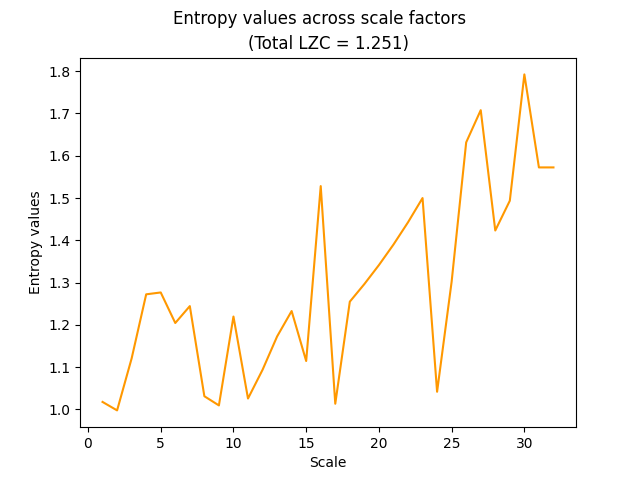 Entropy values across scale factors
(Total LZC = 1.251)
1.8
1.7
1.6
1.5
1.4
1.3
1.2
1.1
1.0
Entropy values
0 5 10 15 20 25 30
Scale